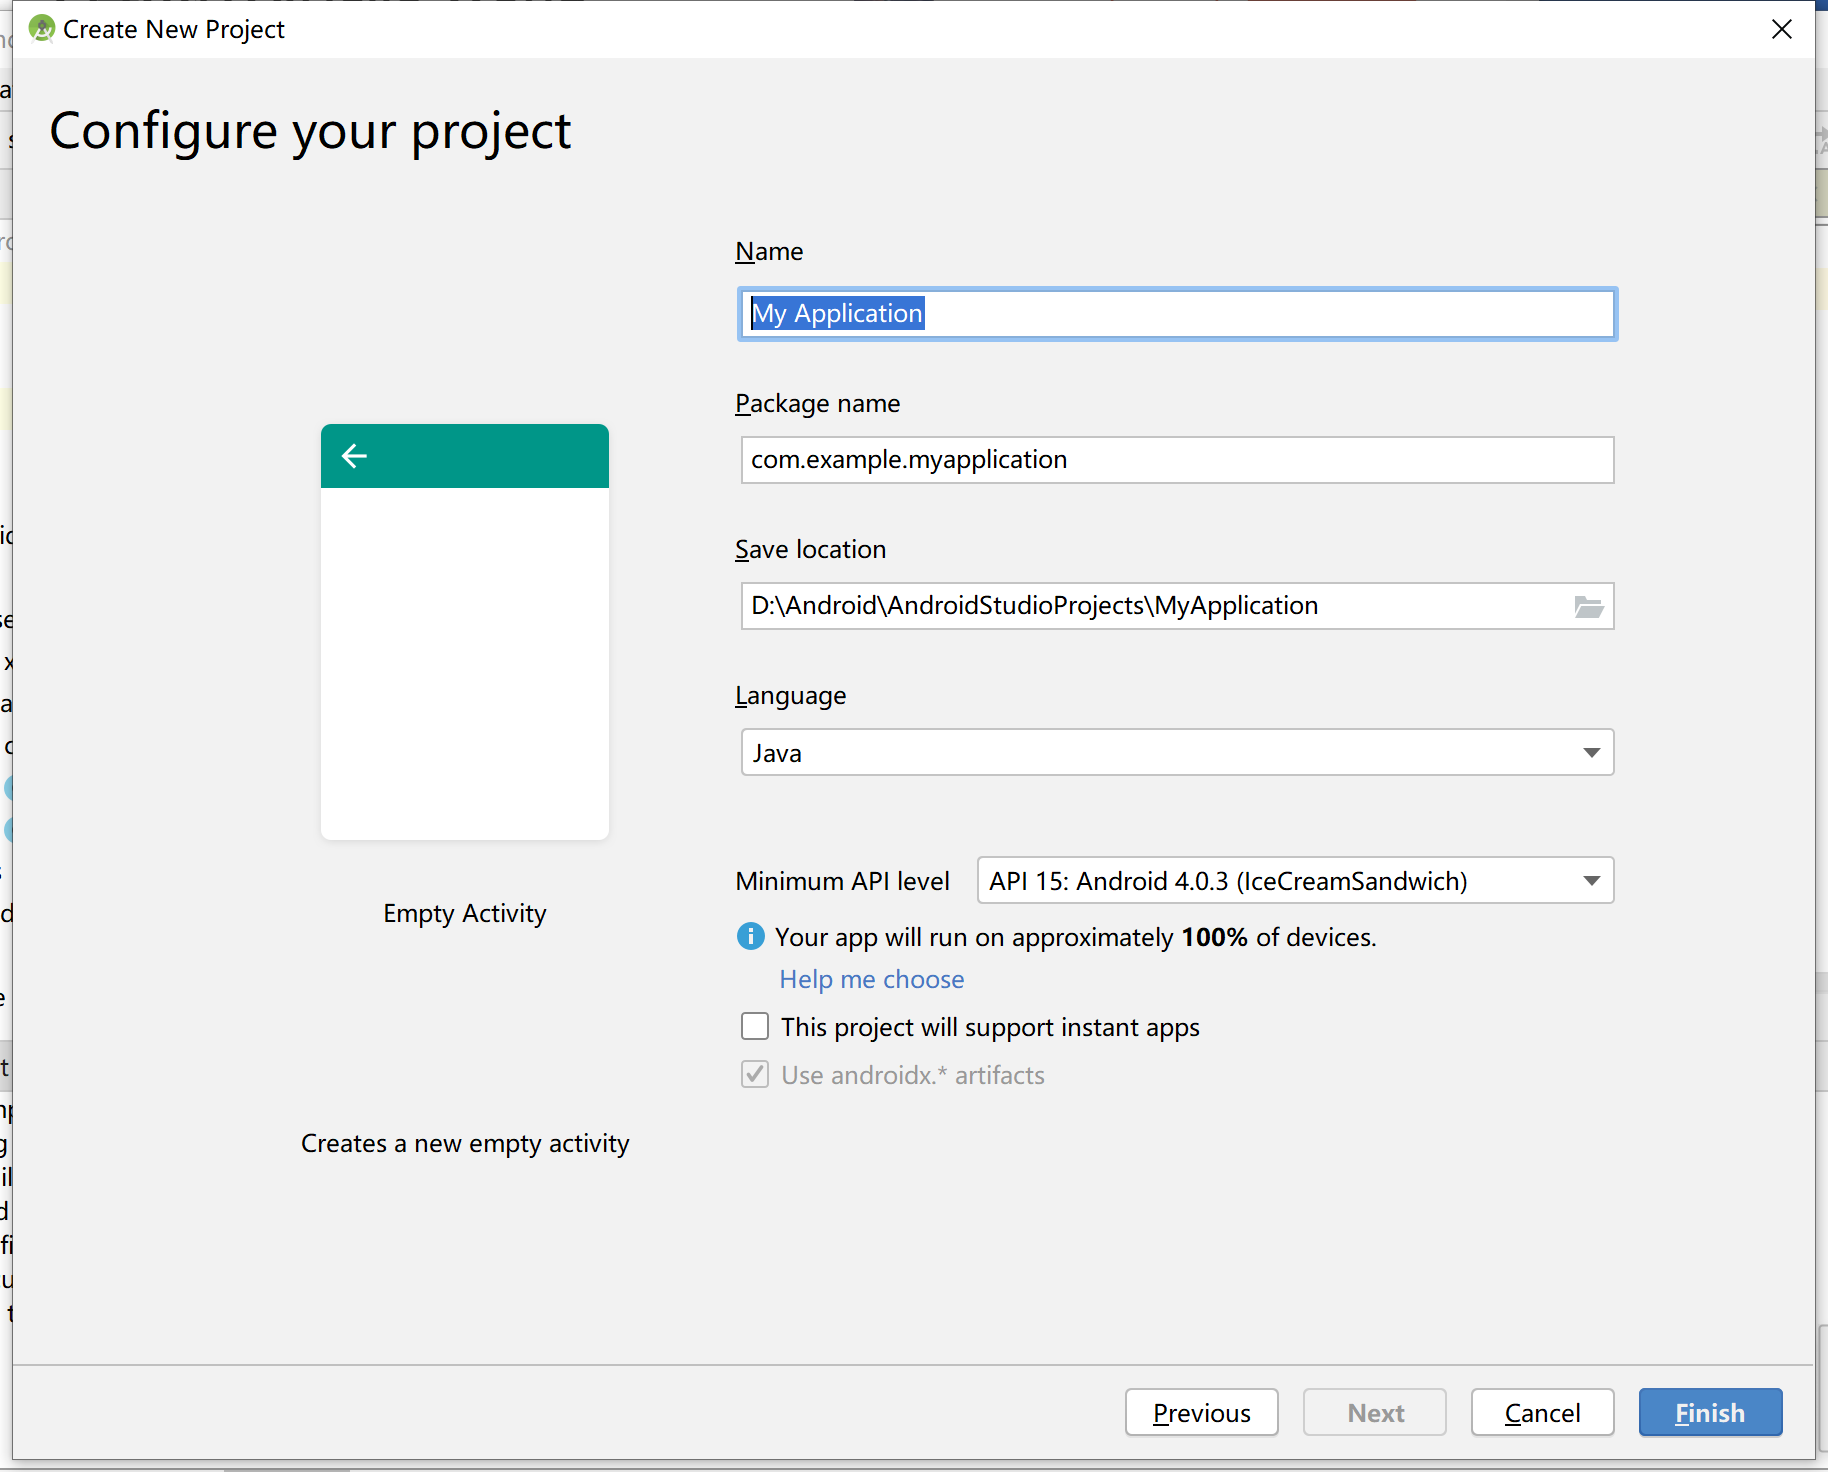 Create New Project
Configure your project
Name
My Application
Package name
com.example.myapplication
Save location
D:\Android\AndroidStudioProjects\MyApplication
Language
Java
Minimum API level
API 15: Android 4.0.3 (IceCreamSandwich)
Your app will run on approximately 100% of devices.
Help me choose
This project will support instant apps
Use androidx.* artifacts
Empty Activity
Creates a new empty activity
Previous
Next
Cancel
Finish